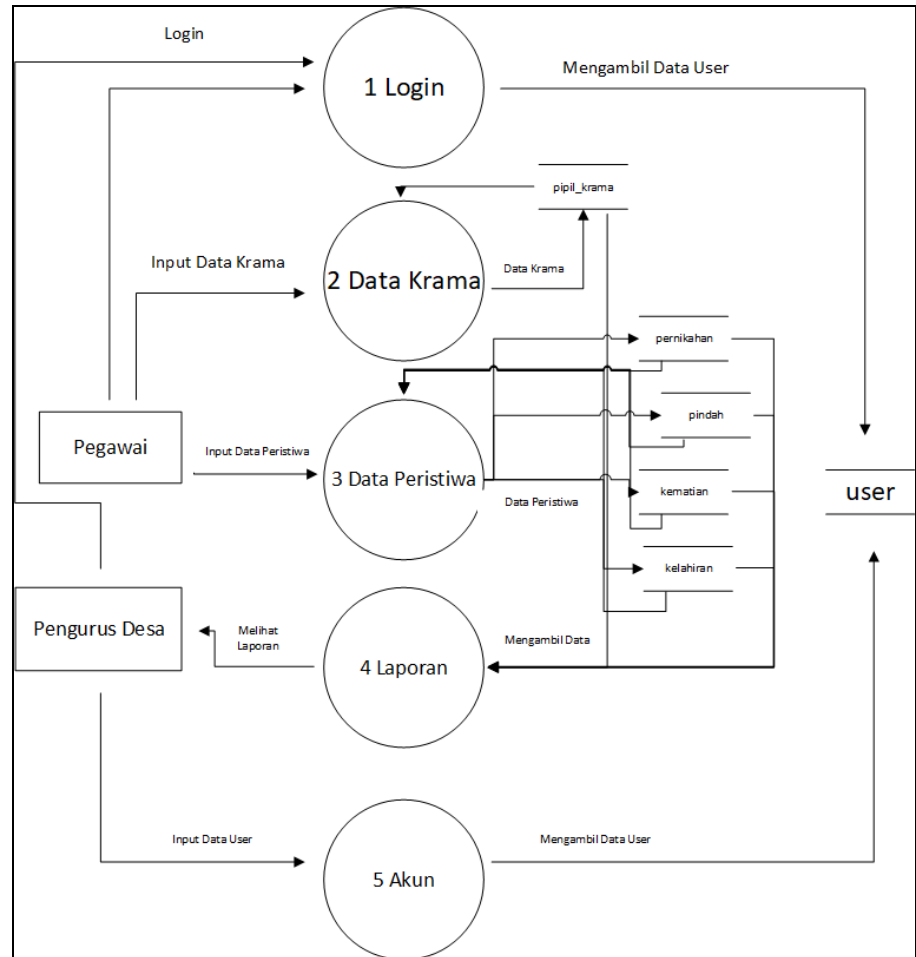 Login
1 Login
Mengambil Data User
pipil_krama
Input Data Krama
2 Data Krama
Data Krama
pernikahan
pindah
Pegawai
Input Data Peristiwa
3 Data Peristiwa
Data Peristiwa
kematian
user
kelahiran
Pengurus Desa
Melihat
Laporan
4 Laporan
Mengambil Data
Input Data User
5 Akun
Mengambil Data User